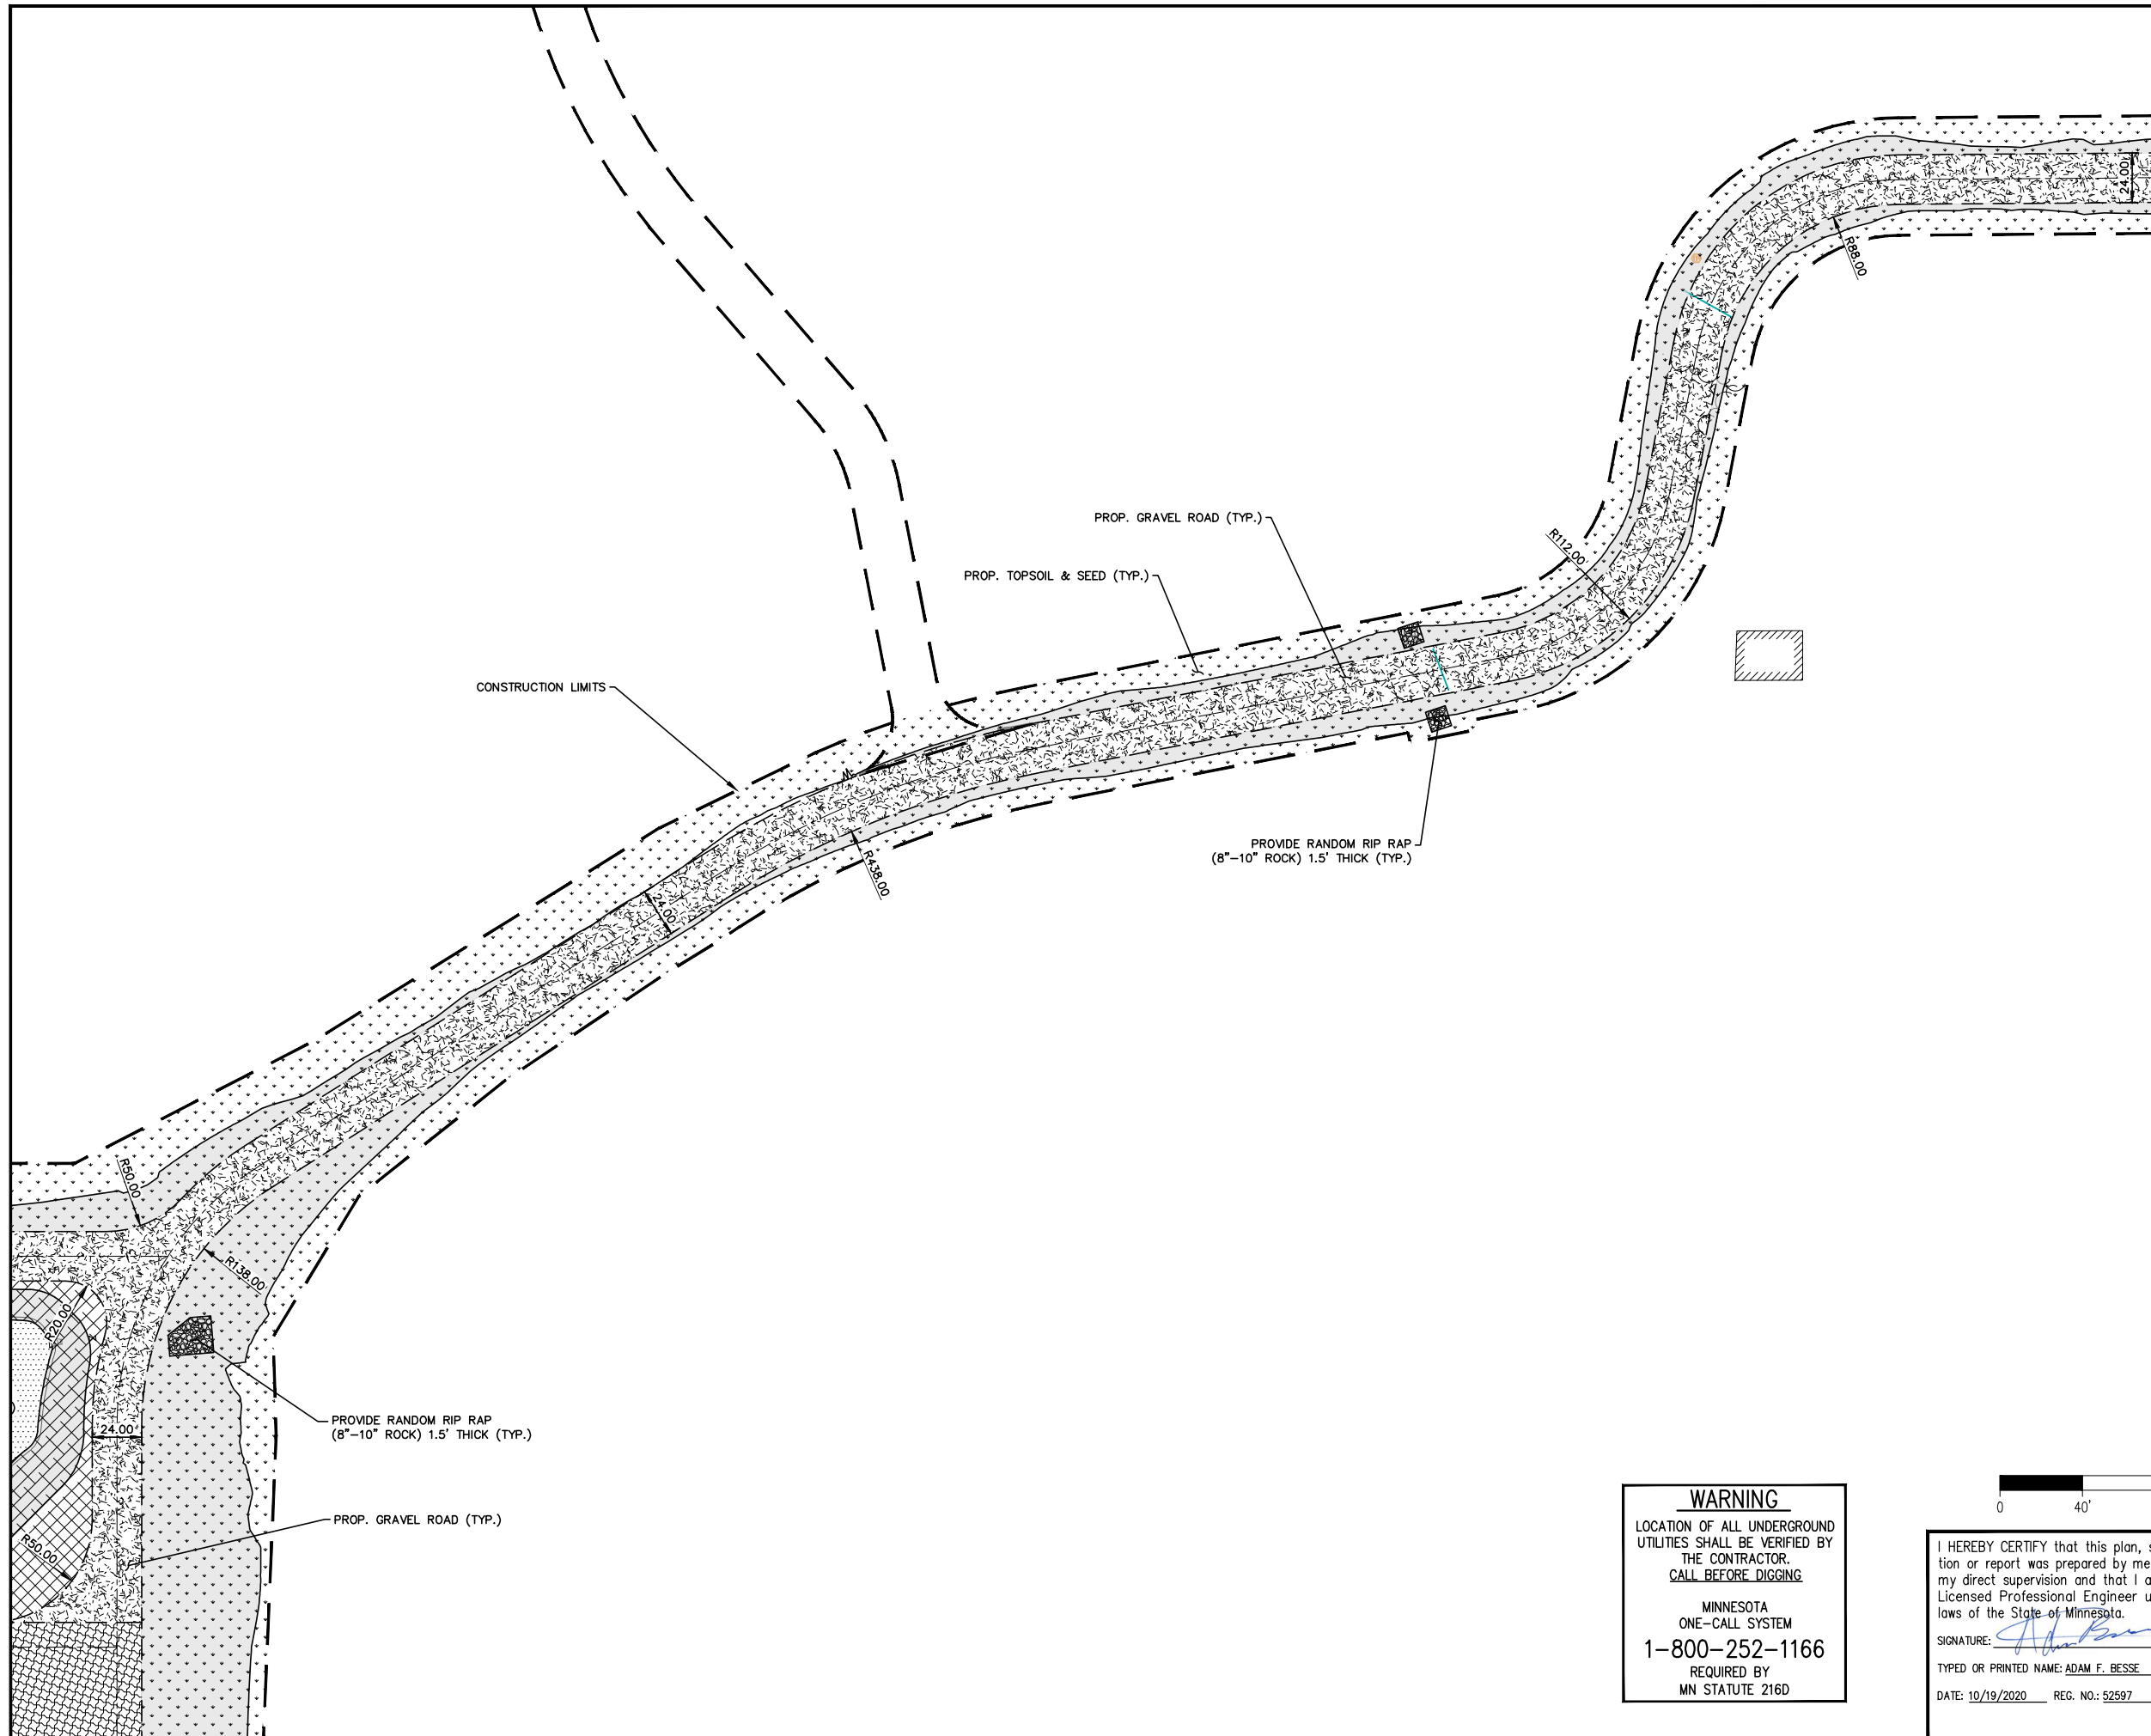 24.00
R88.00
PROP. GRAVEL ROAD (TYP.)
R112.00
PROP. TOPSOIL & SEED (TYP.)
CONSTRUCTION LIMITS
PROVIDE RANDOM RIP RAP
(8"-10" ROCK) 1.5' THICK (TYP.)
R438.00
24.00
R50.00
R138.00
R20.00
PROVIDE RANDOM RIP RAP
(8"-10" ROCK) 1.5' THICK (TYP.)
24.00
PROP. GRAVEL ROAD (TYP.)
R50.00
WARNING
LOCATION OF ALL UNDERGROUND
UTILITIES SHALL BE VERIFIED BY
THE CONTRACTOR.
CALL BEFORE DIGGING
MINNESOTA
ONE-CALL SYSTEM
1-800-252-1166
REQUIRED BY
MN STATUTE 216D
0 40'
I HEREBY CERTIFY that this plan,
tion or report was prepared by me
my direct supervision and that I
Licensed Professional Engineer
laws of the State of Minnesota.
SIGNATURE:
TYPED OR PRINTED NAME: ADAM F. BESSE
DATE: 10/19/2020 REG. NO.: 52597